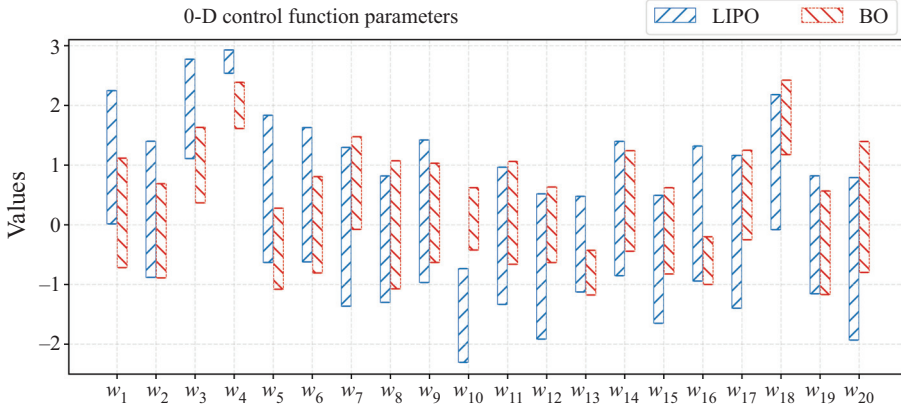 0-D control function parameters
LIPO BO
Values
3
2
1
0
−1
−2
w1 w2 w3 w4 w5 w6 w7 w8 w9 w10 w11 w12 w13 w14 w15 w16 w17 w18 w19 w20